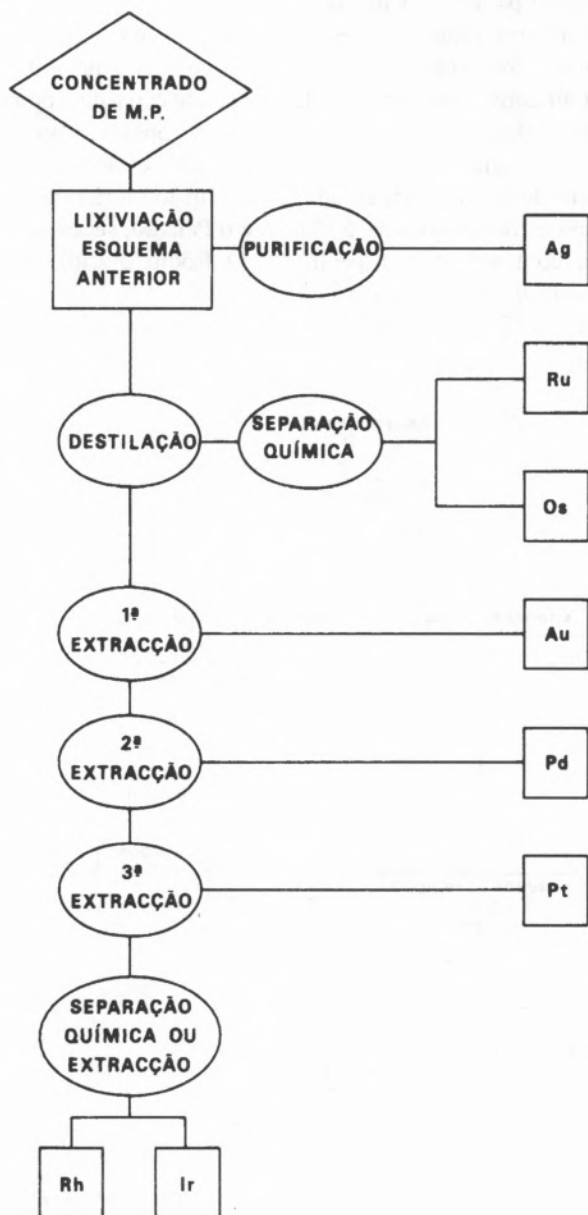 CONCENTRADO
DE M.P.
LIXIVIAÇÃO
ESQUEMA
ANTERIOR
PURIFICAÇÃO
Ag
DESTILAÇÃO
SEPARAÇÃO
QUÍMICA
Ru
Os
1ª
EXTRACÇÃO
Au
2ª
EXTRACÇÃO
Pd
3ª
EXTRACÇÃO
Pt
SEPARAÇÃO
QUÍMICA OU
EXTRACÇÃO
Rh
Ir